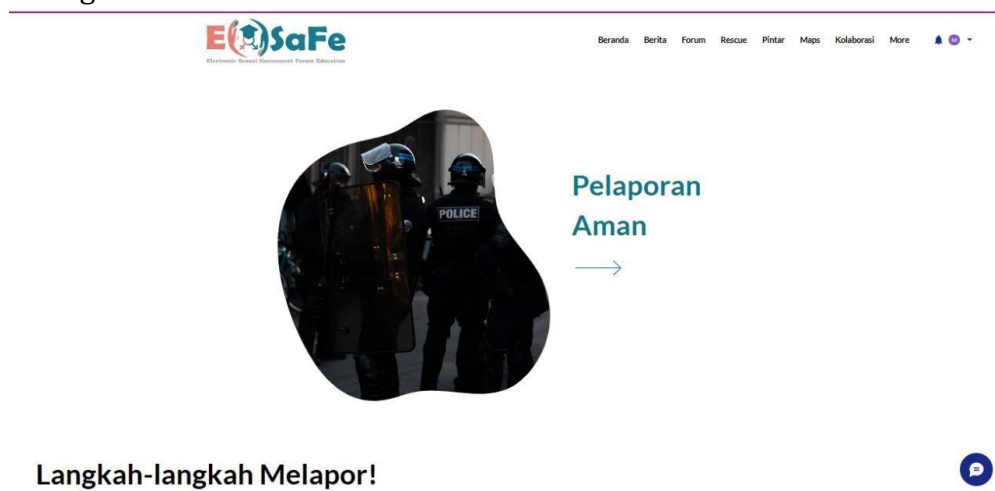 E SaFe
Electronic Sexual Harrasment Forum Education
Beranda Berita Forum Rescue Pintar Maps Kolaborasi More M
POLICE
Pelaporan
Aman
Langkah-langkah Melapor!